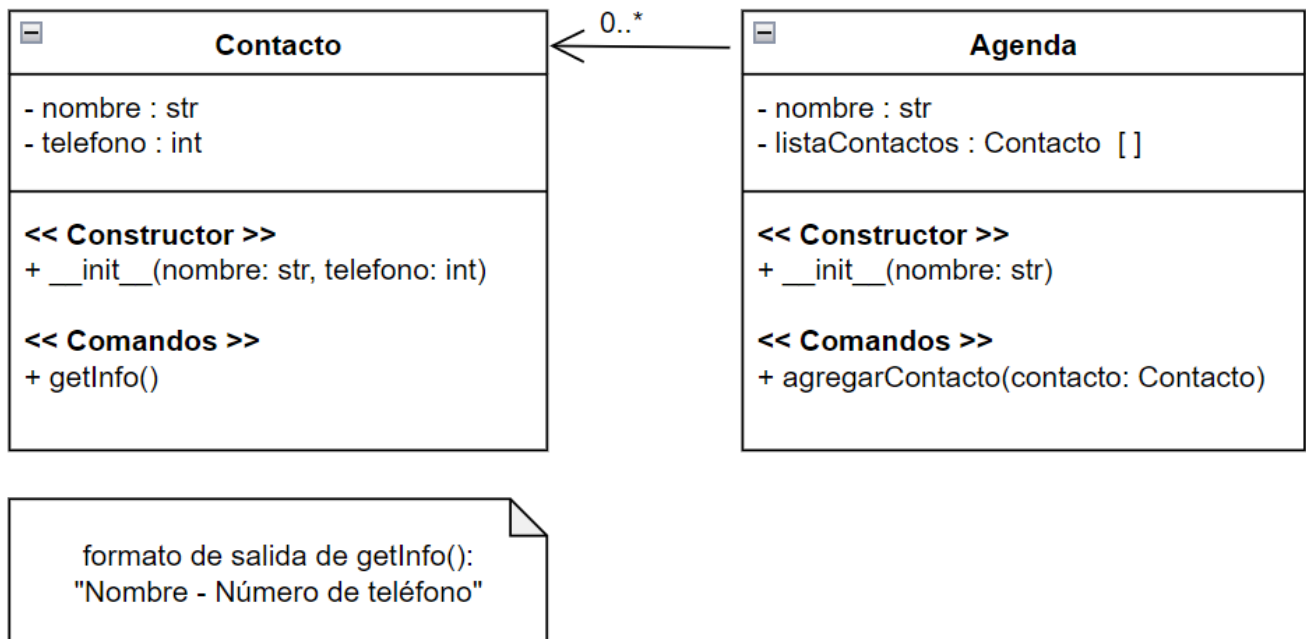 Contacto
- nombre : str
- telefono : int
<< Constructor >>
+ __init__(nombre: str, telefono: int)
<< Comandos >>
+ getInfo()
0..*
Agenda
- nombre : str
- listaContactos : Contacto  [ ]
<< Constructor >>
+ __init__(nombre: str)
<< Comandos >>
+ agregarContacto(contacto: Contacto)
formato de salida de getInfo():
"Nombre - Número de teléfono"